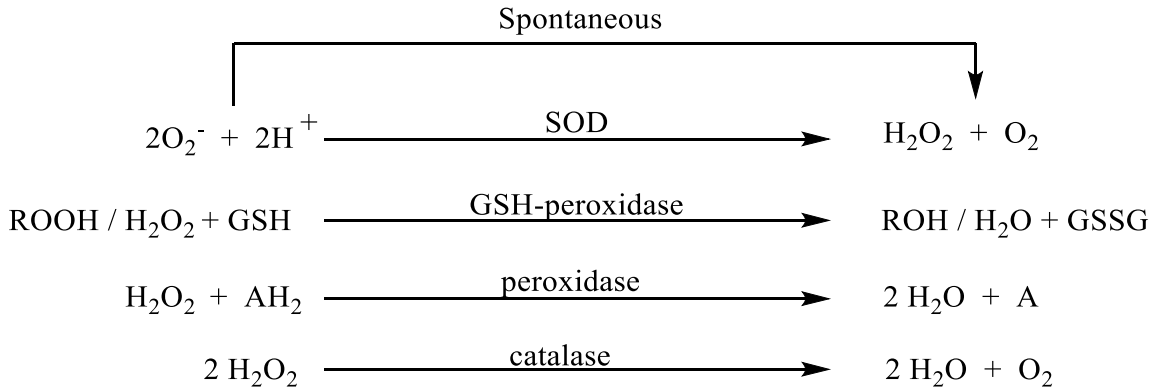 Spontaneous
2O₂⁻ + 2H⁺ SOD H₂O₂ + O₂
ROOH / H₂O₂ + GSH GSH-peroxidase ROH / H₂O + GSSG
H₂O₂ + AH₂ peroxidase 2 H₂O + A
2 H₂O₂ catalase 2 H₂O + O₂